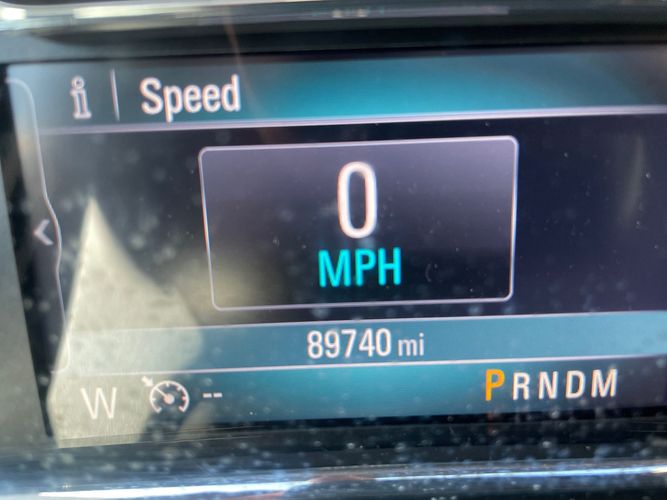 i Speed
0
MPH
89740 mi
W -- PRNDM